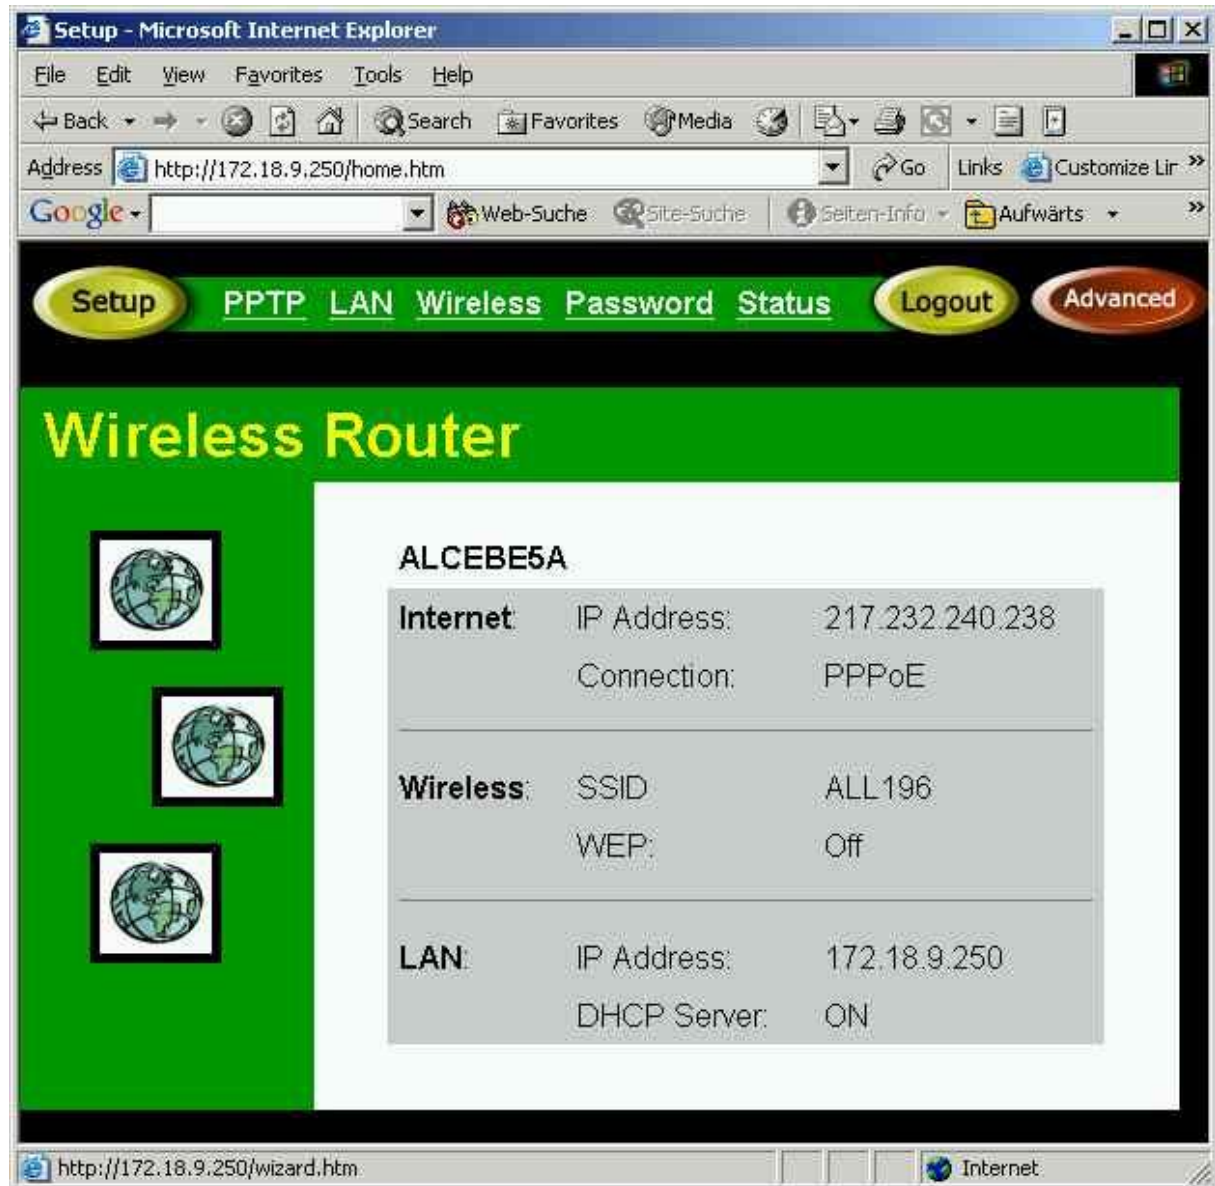 Setup - Microsoft Internet Explorer
File Edit View Favorites Tools Help
Back Search Favorites Media
Address http://172.18.9.250/home.htm Go Links Customize Lir
Google Web-Suche Site-Suche Seiten-Info Aufwärts
Setup PPTP LAN Wireless Password Status Logout Advanced
Wireless Router
ALCEBE5A
Internet: IP Address: 217.232.240.238
Connection: PPPoE
Wireless: SSID ALL196
WEP: Off
LAN: IP Address: 172.18.9.250
DHCP Server: ON
http://172.18.9.250/wizard.htm Internet